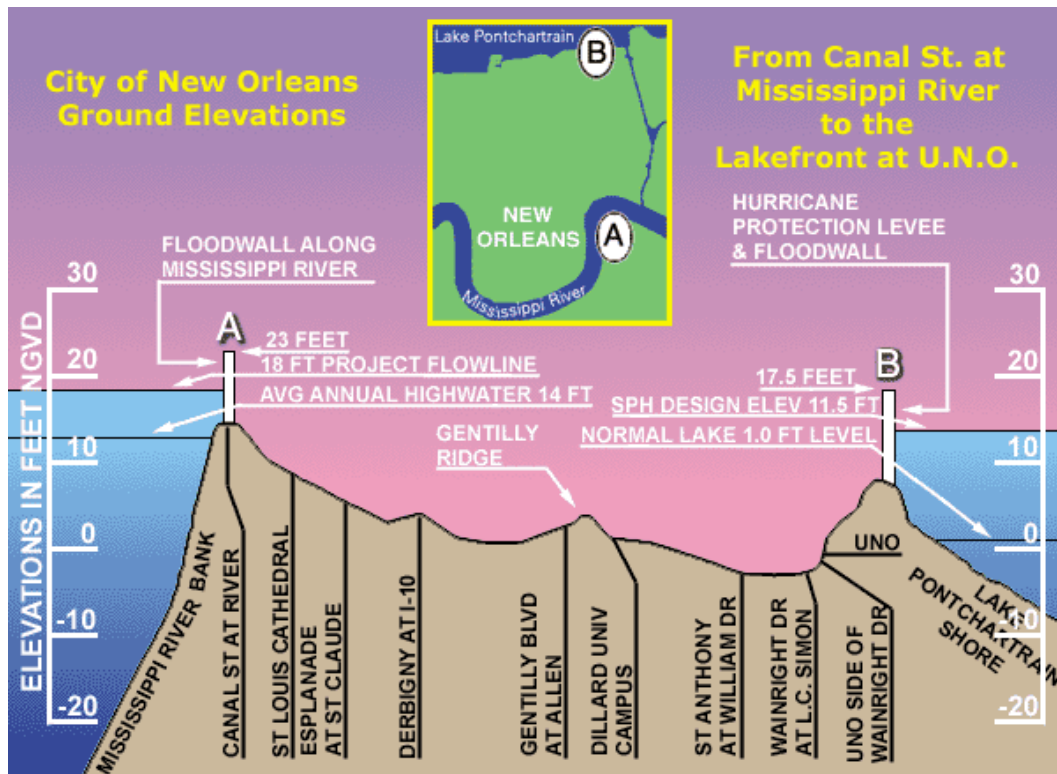 City of New Orleans
Ground Elevations
Lake Pontchartrain
B
NEW
ORLEANS
A
Mississippi River
From Canal St. at
Mississippi River
to the
Lakefront at U.N.O.
HURRICANE
PROTECTION LEVEE
& FLOODWALL
FLOODWALL ALONG
MISSISSIPPI RIVER
ELEVATIONS IN FEET NGVD
30
20
10
0
-10
-20
A
23 FEET
18 FT PROJECT FLOWLINE
AVG ANNUAL HIGHWATER 14 FT
GENTILLY
RIDGE
17.5 FEET
B
SPH DESIGN ELEV 11.5 FT
NORMAL LAKE 1.0 FT LEVEL
30
20
10
0
-10
-20
MISSISSIPPI RIVER BANK
CANAL ST AT RIVER
ST LOUIS CATHEDRAL
ESPLANADE
AT ST CLAUDE
DERBIGNY AT I-10
GENTILLY BLVD
AT ALLEN
DILLARD UNIV
CAMPUS
ST ANTHONY
AT WILLIAM DR
WAINRIGHT DR
AT L.C. SIMON
UNO
UNO SIDE OF
WAINRIGHT DR
LAKE
PONTCHARTRAIN
SHORE